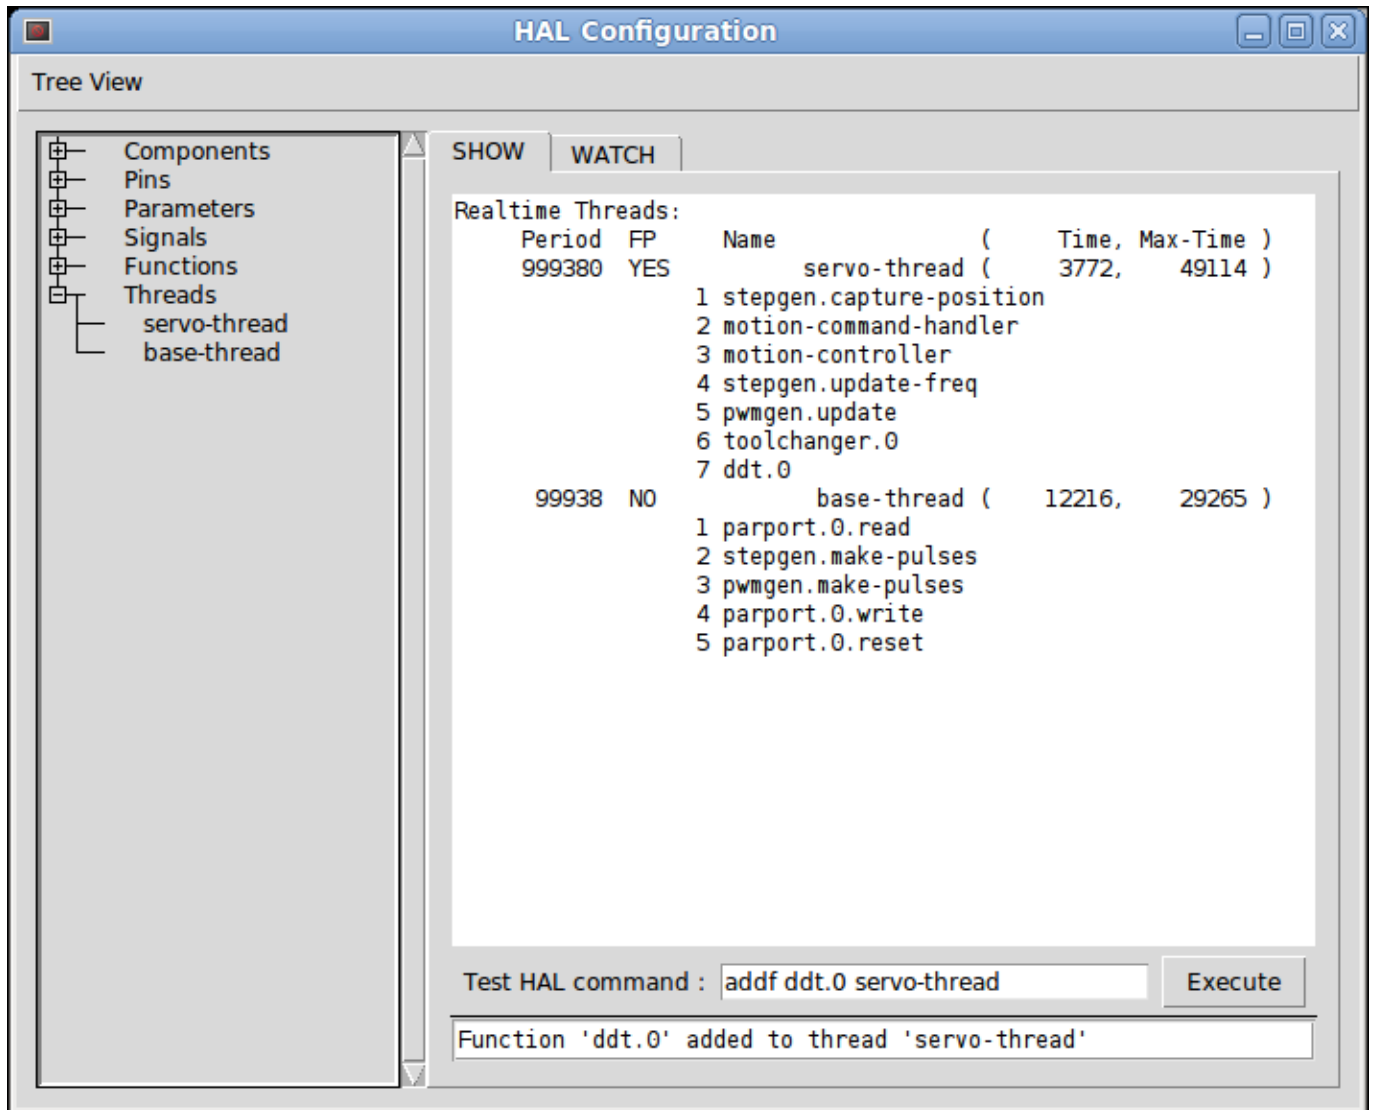 HAL Configuration
Tree View
Components
Pins
Parameters
Signals
Functions
Threads
servo-thread
base-thread
SHOW
WATCH
Realtime Threads:
Period FP Name ( Time, Max-Time )
999380 YES servo-thread ( 3772, 49114 )
1 stepgen.capture-position
2 motion-command-handler
3 motion-controller
4 stepgen.update-freq
5 pwmgen.update
6 toolchanger.0
7 ddt.0
99938 NO base-thread ( 12216, 29265 )
1 parport.0.read
2 stepgen.make-pulses
3 pwmgen.make-pulses
4 parport.0.write
5 parport.0.reset
Test HAL command : addf ddt.0 servo-thread Execute
Function 'ddt.0' added to thread 'servo-thread'